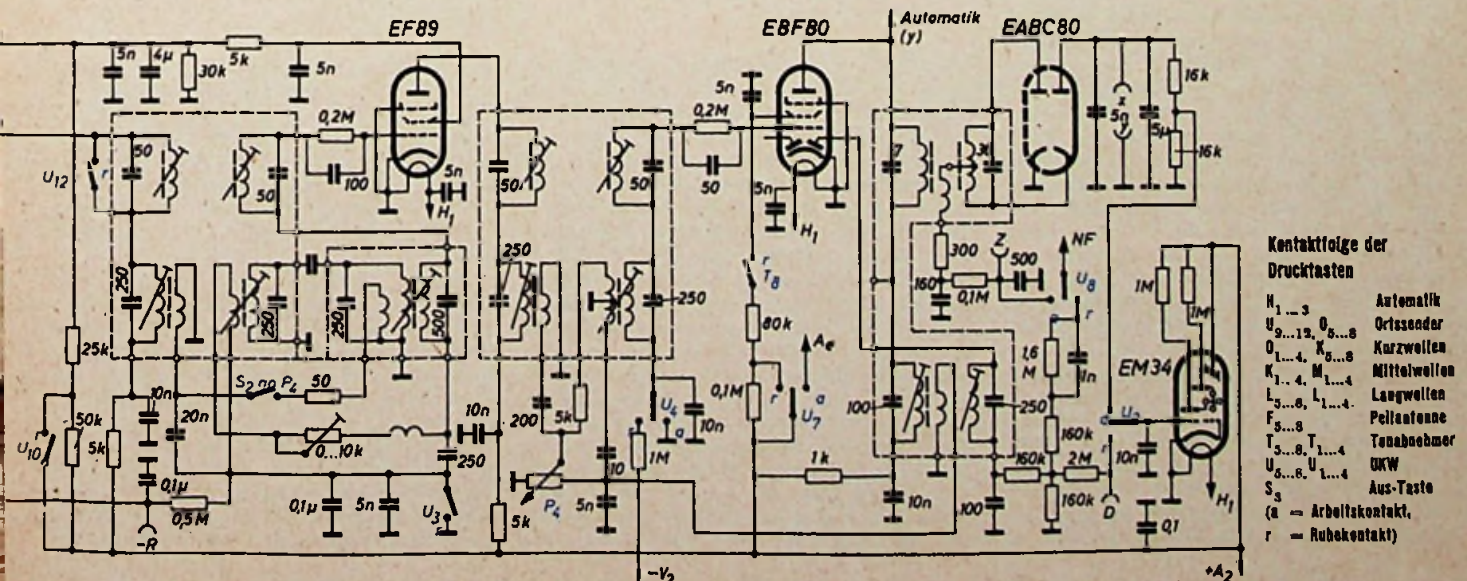 EF89
EBF80
Automatik
(y)
EABC80
5n
4µ
30k
5k
5n
0,2M
100
5n
H1
50
r
U12
50
50
50
0,2M
50
5n
5n
H1
7
5n
5µ
16k
16k
250
250
250
500
250
250
r
T8
80k
Ae
300
160
0,1M
Z
500
NF
U8
r
1M
1M
EM34
25k
10n
S2 na P4
50
10n
200
5k
U4
r
a
10n
0,1M
r
a
U7
100
1,6
M
1n
250
a
U10
r
50k
5k
20n
0...10k
250
P4
10
1M
1k
160k
160k
2M
r
10n
0,1µ
0,5M
0,1µ
5n
U3
5k
5n
10n
100
160k
D
0,1
H1
-R
-V2
+A2
Kontaktfolge der
Drucktasten
H1...3 Automatik
U9...12, O5...8 Ortssender
O1...4, K5...8 Kurzwellen
K1...4, M1...4 Mittelwellen
L5...8, L1...4 Langwellen
F5...8 Peilantenne
T5...8, T1...4 Tonabnehmer
U5...8, U1...4 UKW
S3 Aus-Taste
(a = Arbeitskontakt,
r = Ruhekontakt)